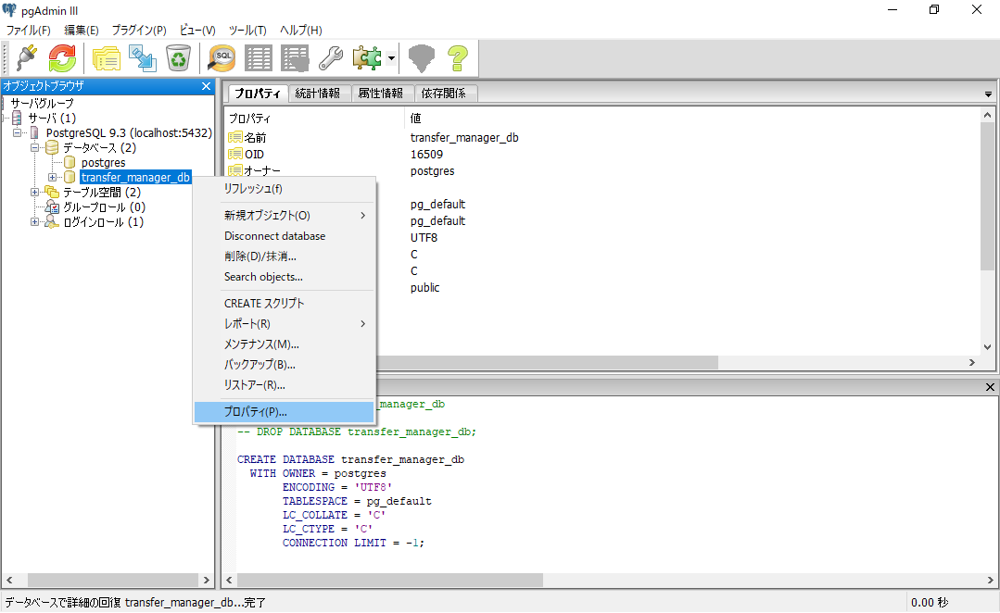 pgAdmin III
ファイル(F) 編集(E) プラグイン(P) ビュー(V) ツール(T) ヘルプ(H)
SQL
オブジェクトブラウザ
サーバグループ
サーバ (1)
PostgreSQL 9.3 (localhost:5432)
データベース (2)
postgres
transfer_manager_db
テーブル空間 (2)
グループロール (0)
ログインロール (1)
リフレッシュ(f)
新規オブジェクト(O)
Disconnect database
削除(D)/抹消...
Search objects...
CREATE スクリプト
レポート(R)
メンテナンス(M)...
バックアップ(B)...
リストアー(R)...
プロパティ(P)...
プロパティ 統計情報 属性情報 依存関係
プロパティ 値
名前 transfer_manager_db
OID 16509
オーナー postgres
pg_default
pg_default
UTF8
C
C
public
_manager_db
-- DROP DATABASE transfer_manager_db;
CREATE DATABASE transfer_manager_db
WITH OWNER = postgres
ENCODING = 'UTF8'
TABLESPACE = pg_default
LC_COLLATE = 'C'
LC_CTYPE = 'C'
CONNECTION LIMIT = -1;
データベースで詳細の回復 transfer_manager_db...完了
0.00 秒